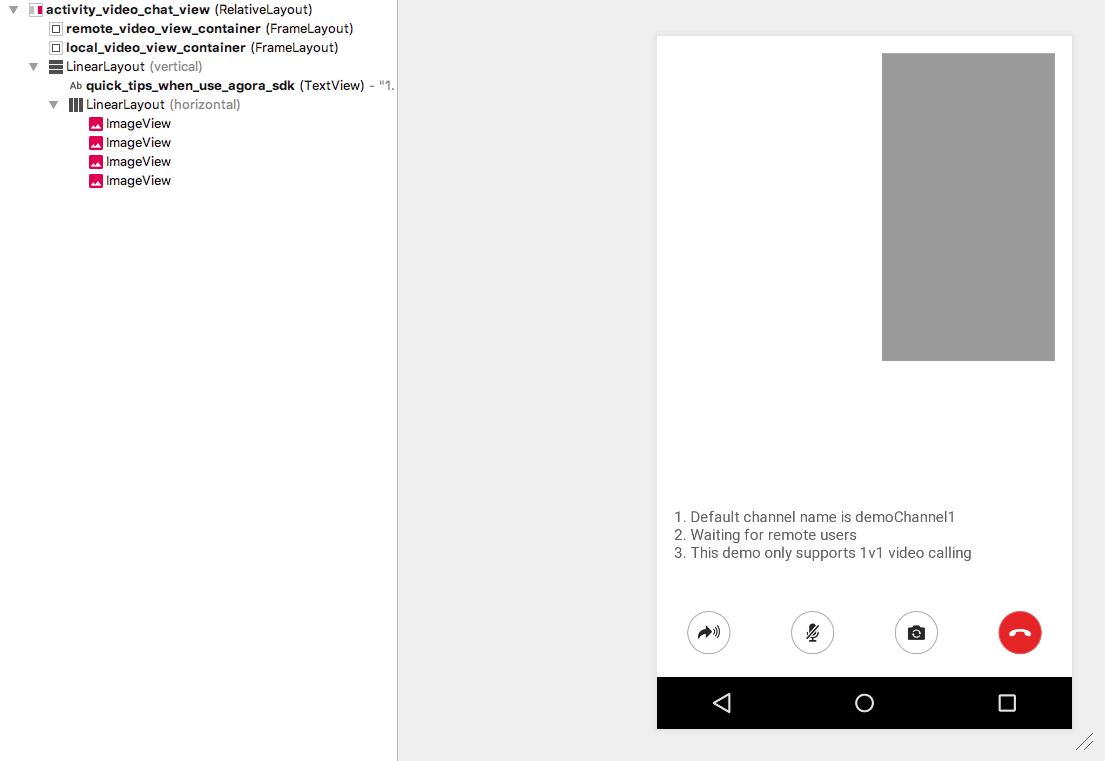 activity_video_chat_view (RelativeLayout)
remote_video_view_container (FrameLayout)
local_video_view_container (FrameLayout)
LinearLayout (vertical)
Ab quick_tips_when_use_agora_sdk (TextView) - "1.
LinearLayout (horizontal)
ImageView
ImageView
ImageView
ImageView
1. Default channel name is demoChannel1
2. Waiting for remote users
3. This demo only supports 1v1 video calling